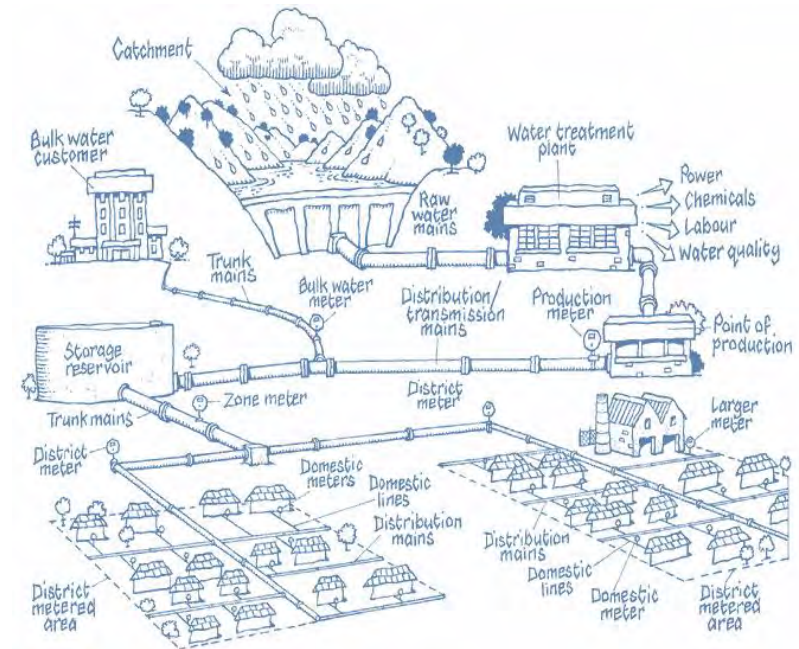 Catchment
Bulk water
customer
Water treatment
plant
Power
Chemicals
Labour
Water quality
Raw
water
mains
Trunk
mains
Bulk water
meter
Distribution
transmission
mains
Production
meter
Point of
production
Storage
reservoir
District
meter
Zone meter
Trunk mains
Larger
meter
District
meter
Domestic
meters
Domestic
lines
Distribution
mains
Distribution
mains
Domestic
lines
Domestic
meter
District
metered
area
District
metered
area